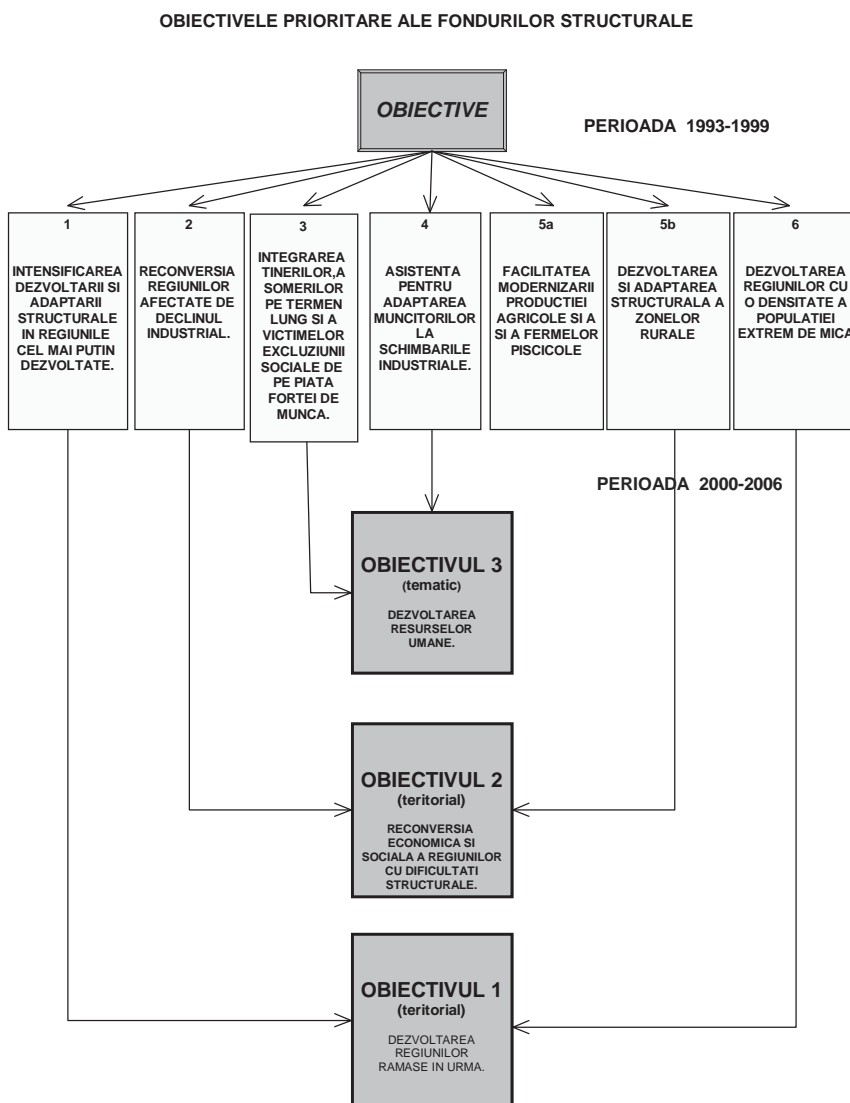 OBIECTIVELE PRIORITARE ALE FONDURILOR STRUCTURALE
OBIECTIVE
PERIOADA 1993-1999
1
INTENSIFICAREA
DEZVOLTARII SI
ADAPTARII
STRUCTURALE
IN REGIUNILE
CEL MAI PUTIN
DEZVOLTATE.
2
RECONVERSIA
REGIUNILOR
AFECTATE DE
DECLINUL
INDUSTRIAL.
3
INTEGRAREA
TINERILOR,A
SOMERILOR
PE TERMEN
LUNG SI A
VICTIMELOR
EXCLUZIUNII
SOCIALE DE
PE PIATA
FORTEI DE
MUNCA.
4
ASISTENTA
PENTRU
ADAPTAREA
MUNCITORILOR
LA
SCHIMBARILE
INDUSTRIALE.
5a
FACILITATEA
MODERNIZARII
PRODUCTIEI
AGRICOLE SI A
SI A FERMELOR
PISCICOLE
5b
DEZVOLTAREA
SI ADAPTAREA
STRUCTURALA A
ZONELOR
RURALE
6
DEZVOLTAREA
REGIUNILOR CU
O DENSITATE A
POPULATIEI
EXTREM DE MICA
PERIOADA 2000-2006
OBIECTIVUL 3
(tematic)
DEZVOLTAREA
RESURSELOR
UMANE.
OBIECTIVUL 2
(teritorial)
RECONVERSIA
ECONOMICA SI
SOCIALA A REGIUNILOR
CU DIFICULTATI
STRUCTURALE.
OBIECTIVUL 1
(teritorial)
DEZVOLTAREA
REGIUNILOR
RAMASE IN URMA.